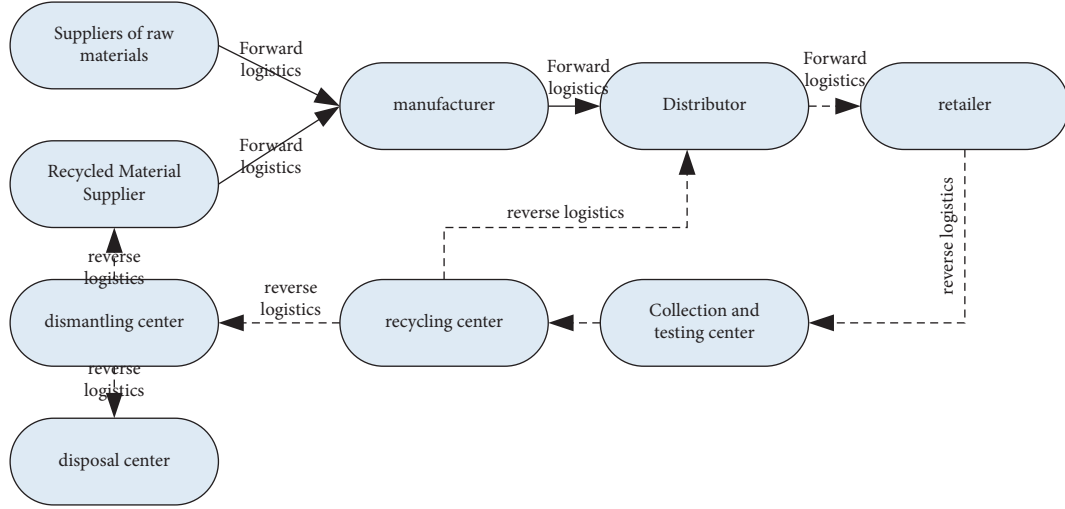 Suppliers of raw
materials
Forward
logistics
manufacturer
Forward
logistics
Distributor
Forward
logistics
retailer
Recycled Material
Supplier
Forward
logistics
reverse logistics
reverse logistics
reverse
logistics
dismantling center
reverse
logistics
recycling center
Collection and
testing center
reverse
logistics
disposal center